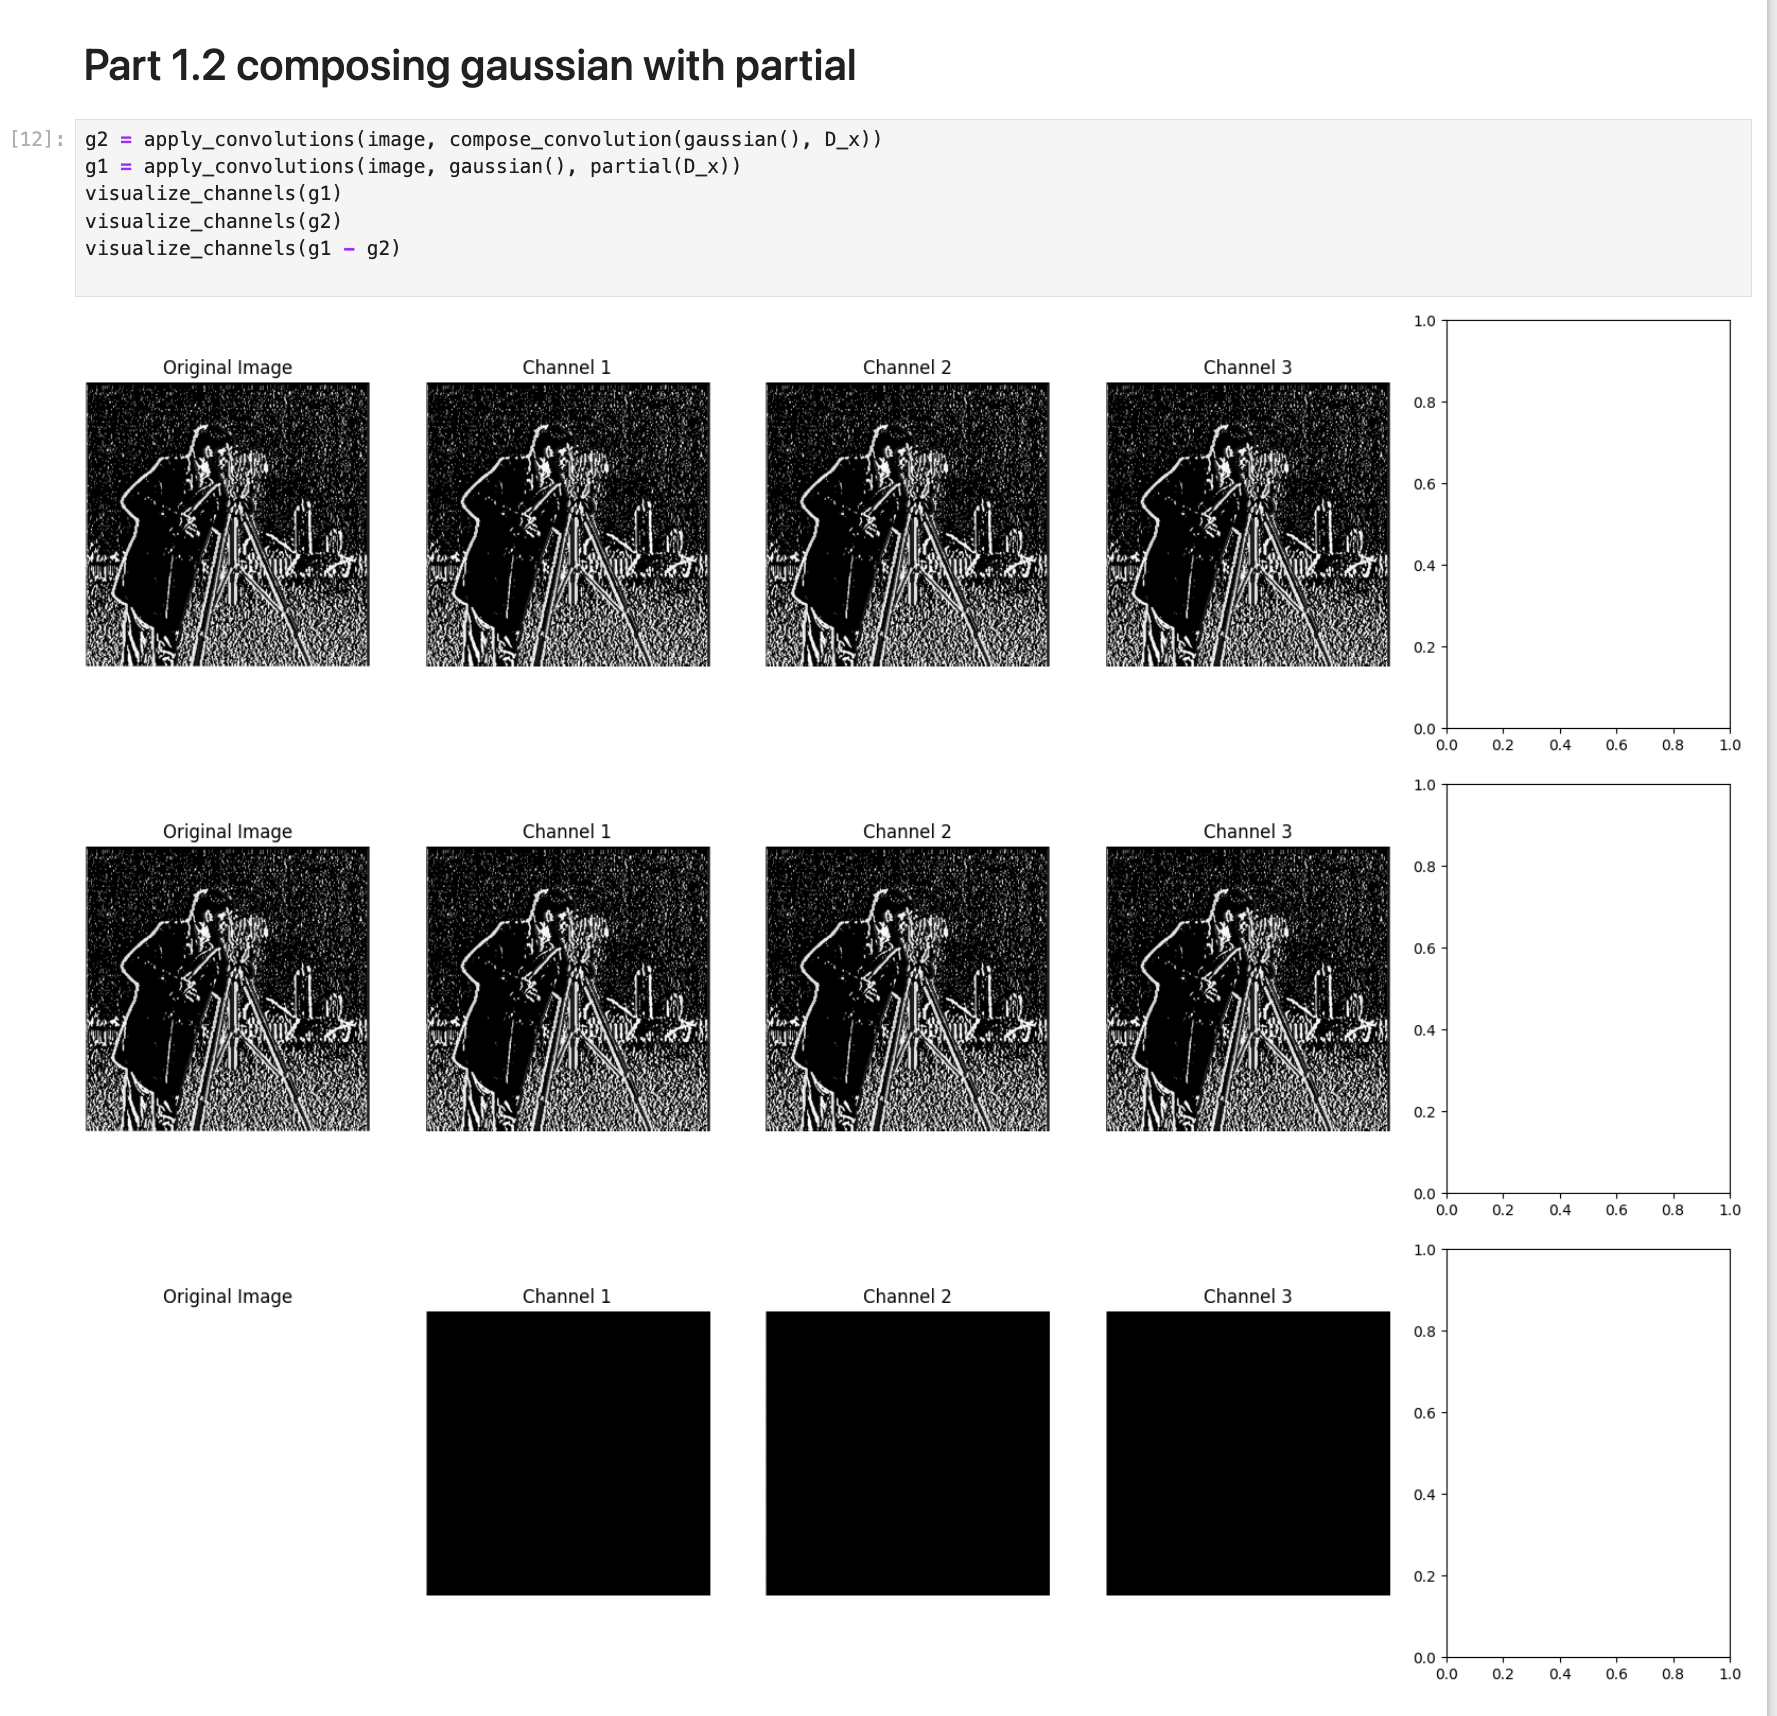 Part 1.2 composing gaussian with partial
[12]:
g2 = apply_convolutions(image, compose_convolution(gaussian(), D_x))
g1 = apply_convolutions(image, gaussian(), partial(D_x))
visualize_channels(g1)
visualize_channels(g2)
visualize_channels(g1 - g2)
Original Image
Channel 1
Channel 2
Channel 3
1.0
0.8
0.6
0.4
0.2
0.0
0.0 0.2 0.4 0.6 0.8 1.0
Original Image
Channel 1
Channel 2
Channel 3
1.0
0.8
0.6
0.4
0.2
0.0
0.0 0.2 0.4 0.6 0.8 1.0
Original Image
Channel 1
Channel 2
Channel 3
1.0
0.8
0.6
0.4
0.2
0.0
0.0 0.2 0.4 0.6 0.8 1.0